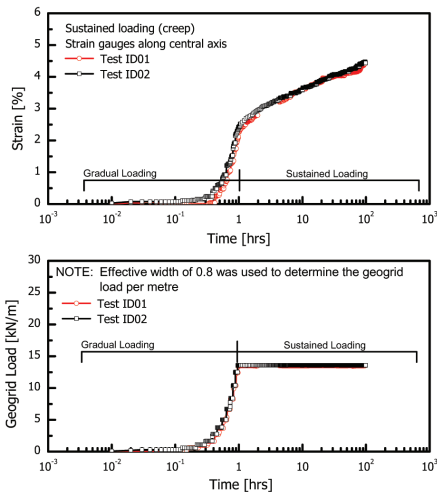 Sustained loading (creep)
Strain gauges along central axis
Test ID01
Test ID02
6
5
4
3
2
1
0
Strain [%]
Gradual Loading
Sustained Loading
10⁻³ 10⁻² 10⁻¹ 1 10¹ 10² 10³
Time [hrs]
NOTE: Effective width of 0.8 was used to determine the geogrid
load per metre
Test ID01
Test ID02
30
25
20
15
10
5
0
Geogrid Load [kN/m]
Gradual Loading
Sustained Loading
10⁻³ 10⁻² 10⁻¹ 1 10¹ 10² 10³
Time [hrs]